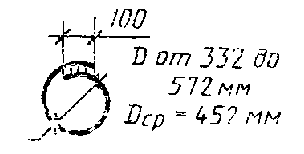 100
D от 332 до
572 мм
Dср = 452 мм